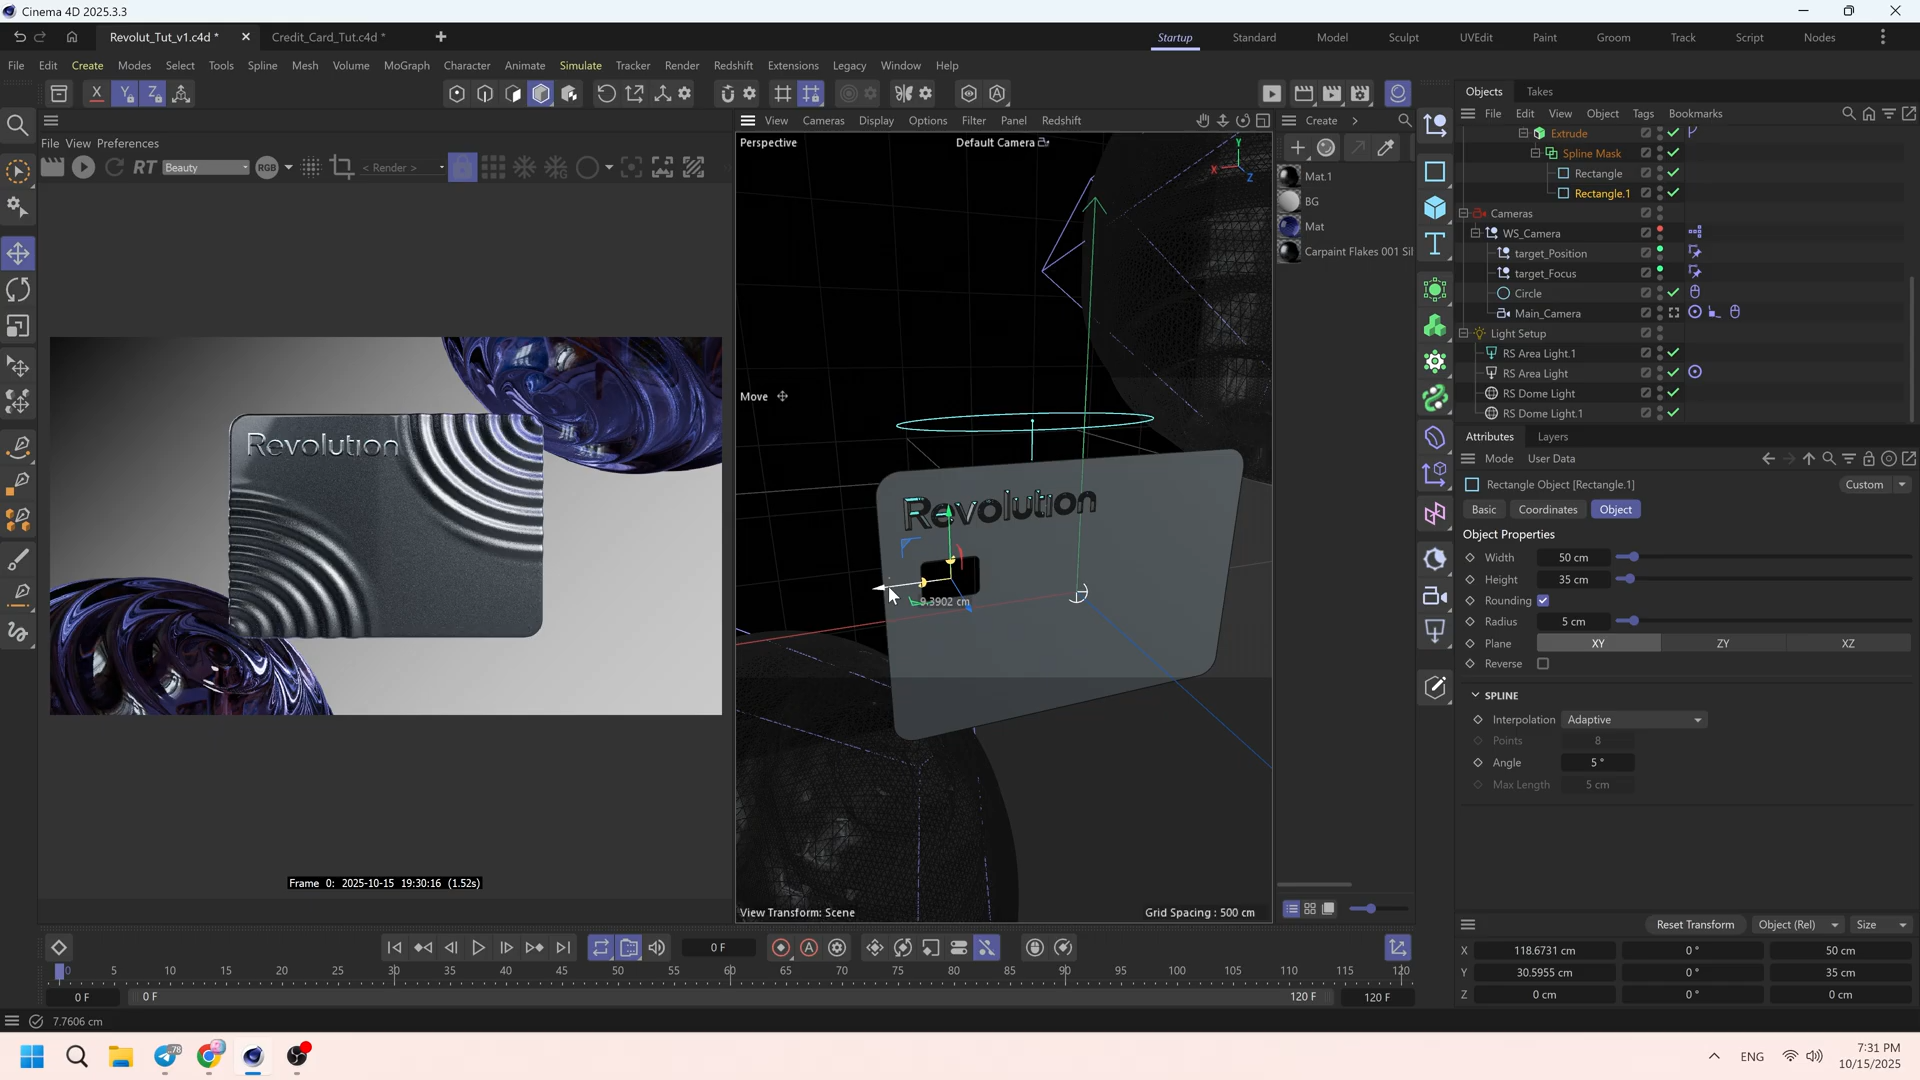 Cinema 4D 2025.3.3
Revolut_Tut_v1.c4d *
Credit_Card_Tut.c4d *
Startup
Standard
Model
Sculpt
UVEdit
Paint
Groom
Track
Script
Nodes
File
Edit
Create
Modes
Select
Tools
Spline
Mesh
Volume
MoGraph
Character
Animate
Simulate
Tracker
Render
Redshift
Extensions
Legacy
Window
Help
X
Y
Z
Objects
Takes
File
Edit
View
Object
Tags
Bookmarks
View
Cameras
Display
Options
Filter
Panel
Redshift
Create
File View Preferences
RT
Beauty
RGB
< Render >
Perspective
Default Camera
Y
X
Z
Mat.1
BG
Mat
Carpaint Flakes 001 Sil
Extrude
Spline Mask
Rectangle
Rectangle.1
Cameras
WS_Camera
target_Position
target_Focus
Circle
Main_Camera
Light Setup
RS Area Light.1
RS Area Light
RS Dome Light
RS Dome Light.1
Move
Revolution
Revolution
9.3902 cm
Attributes
Layers
Mode
User Data
Rectangle Object [Rectangle.1]
Custom
Basic
Coordinates
Object
Object Properties
Width
50 cm
Height
35 cm
Rounding
Radius
5 cm
Plane
XY
ZY
XZ
Reverse
SPLINE
Interpolation
Adaptive
Points
8
Angle
5 °
Max Length
5 cm
Frame 0: 2025-10-15 19:30:16 (1.52s)
View Transform: Scene
Grid Spacing : 500 cm
Reset Transform
Object (Rel)
Size
X
118.6731 cm
0 °
50 cm
Y
30.5955 cm
0 °
35 cm
Z
0 cm
0 °
0 cm
0 F
0
5
10
15
20
25
30
35
40
45
50
55
60
65
70
75
80
85
90
95
100
105
110
115
120
0 F
0 F
120 F
120 F
7.7606 cm
78
ENG
7:31 PM
10/15/2025